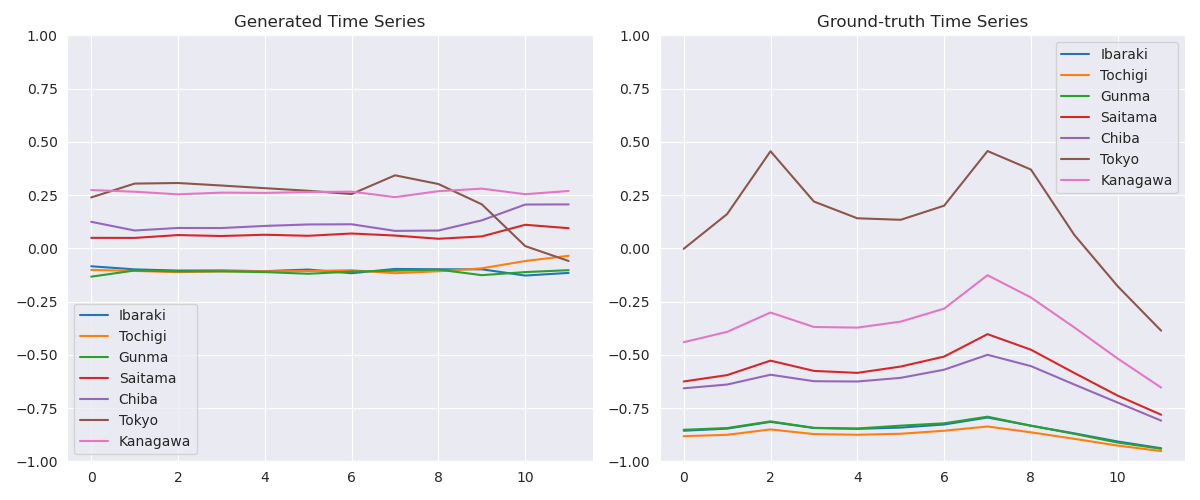 Generated Time Series
1.00
0.75
0.50
0.25
0.00
−0.25
−0.50
−0.75
−1.00
0 2 4 6 8 10
Ibaraki
Tochigi
Gunma
Saitama
Chiba
Tokyo
Kanagawa
Ground-truth Time Series
1.00
0.75
0.50
0.25
0.00
−0.25
−0.50
−0.75
−1.00
0 2 4 6 8 10
Ibaraki
Tochigi
Gunma
Saitama
Chiba
Tokyo
Kanagawa